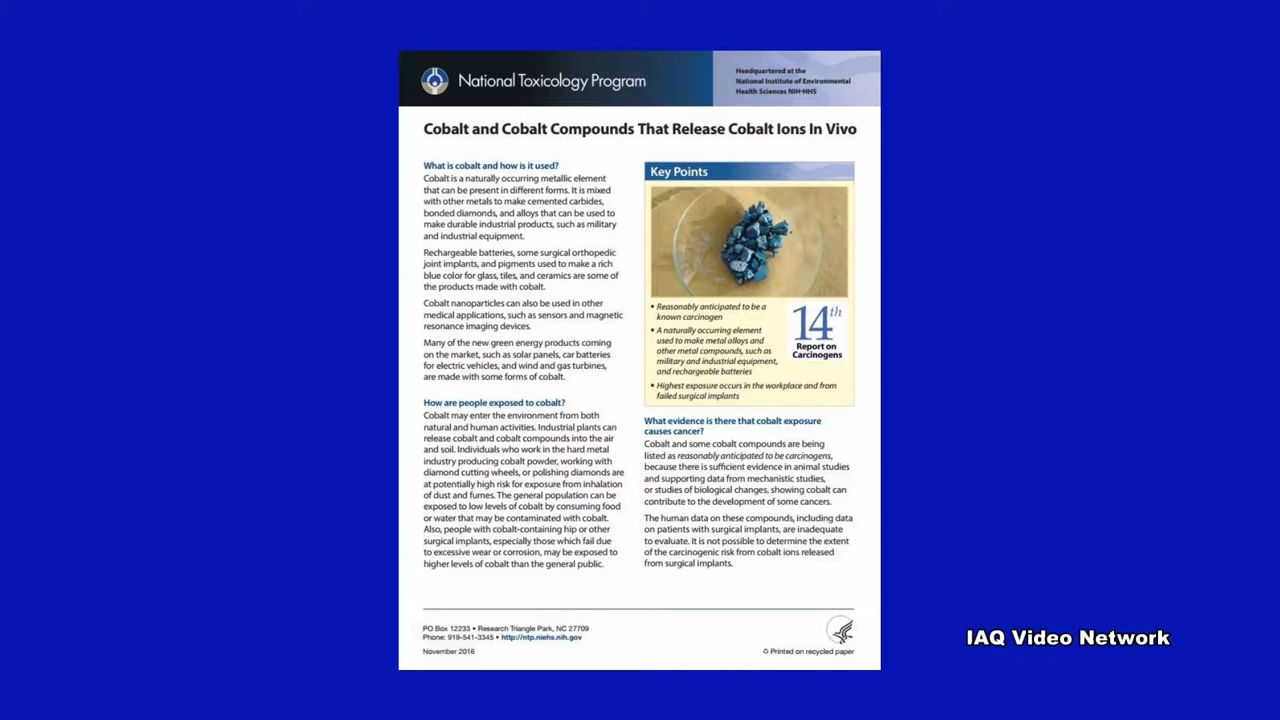 National Toxicology Program
Headquartered at the
National Institute of Environmental
Health Sciences NIH-HHS
Cobalt and Cobalt Compounds That Release Cobalt Ions In Vivo
What is cobalt and how is it used?
Cobalt is a naturally occurring metallic element
that can be present in different forms. It is mixed
with other metals to make cemented carbides,
bonded diamonds, and alloys that can be used to
make durable industrial products, such as military
and industrial equipment.
Rechargeable batteries, some surgical orthopedic
joint implants, and pigments used to make a rich
blue color for glass, tiles, and ceramics are some of
the products made with cobalt.
Cobalt nanoparticles can also be used in other
medical applications, such as sensors and magnetic
resonance imaging devices.
Many of the new green energy products coming
on the market, such as solar panels, car batteries
for electric vehicles, and wind and gas turbines,
are made with some forms of cobalt.
How are people exposed to cobalt?
Cobalt may enter the environment from both
natural and human activities. Industrial plants can
release cobalt and cobalt compounds into the air
and soil. Individuals who work in the hard metal
industry producing cobalt powder, working with
diamond cutting wheels, or polishing diamonds are
at potentially high risk for exposure from inhalation
of dust and fumes. The general population can be
exposed to low levels of cobalt by consuming food
or water that may be contaminated with cobalt.
Also, people with cobalt-containing hip or other
surgical implants, especially those which fail due
to excessive wear or corrosion, may be exposed to
higher levels of cobalt than the general public.
Key Points
▪ Reasonably anticipated to be a
known carcinogen
▪ A naturally occurring element
used to make metal alloys and
other metal compounds, such as
military and industrial equipment,
and rechargeable batteries
▪ Highest exposure occurs in the workplace and from
failed surgical implants
14th
Report on
Carcinogens
What evidence is there that cobalt exposure
causes cancer?
Cobalt and some cobalt compounds are being
listed as reasonably anticipated to be carcinogens,
because there is sufficient evidence in animal studies
and supporting data from mechanistic studies,
or studies of biological changes, showing cobalt can
contribute to the development of some cancers.
The human data on these compounds, including data
on patients with surgical implants, are inadequate
to evaluate. It is not possible to determine the extent
of the carcinogenic risk from cobalt ions released
from surgical implants.
PO Box 12233 • Research Triangle Park, NC 27709
Phone: 919-541-3345 • http://ntp.niehs.nih.gov
November 2016
♻ Printed on recycled paper
IAQ Video Network